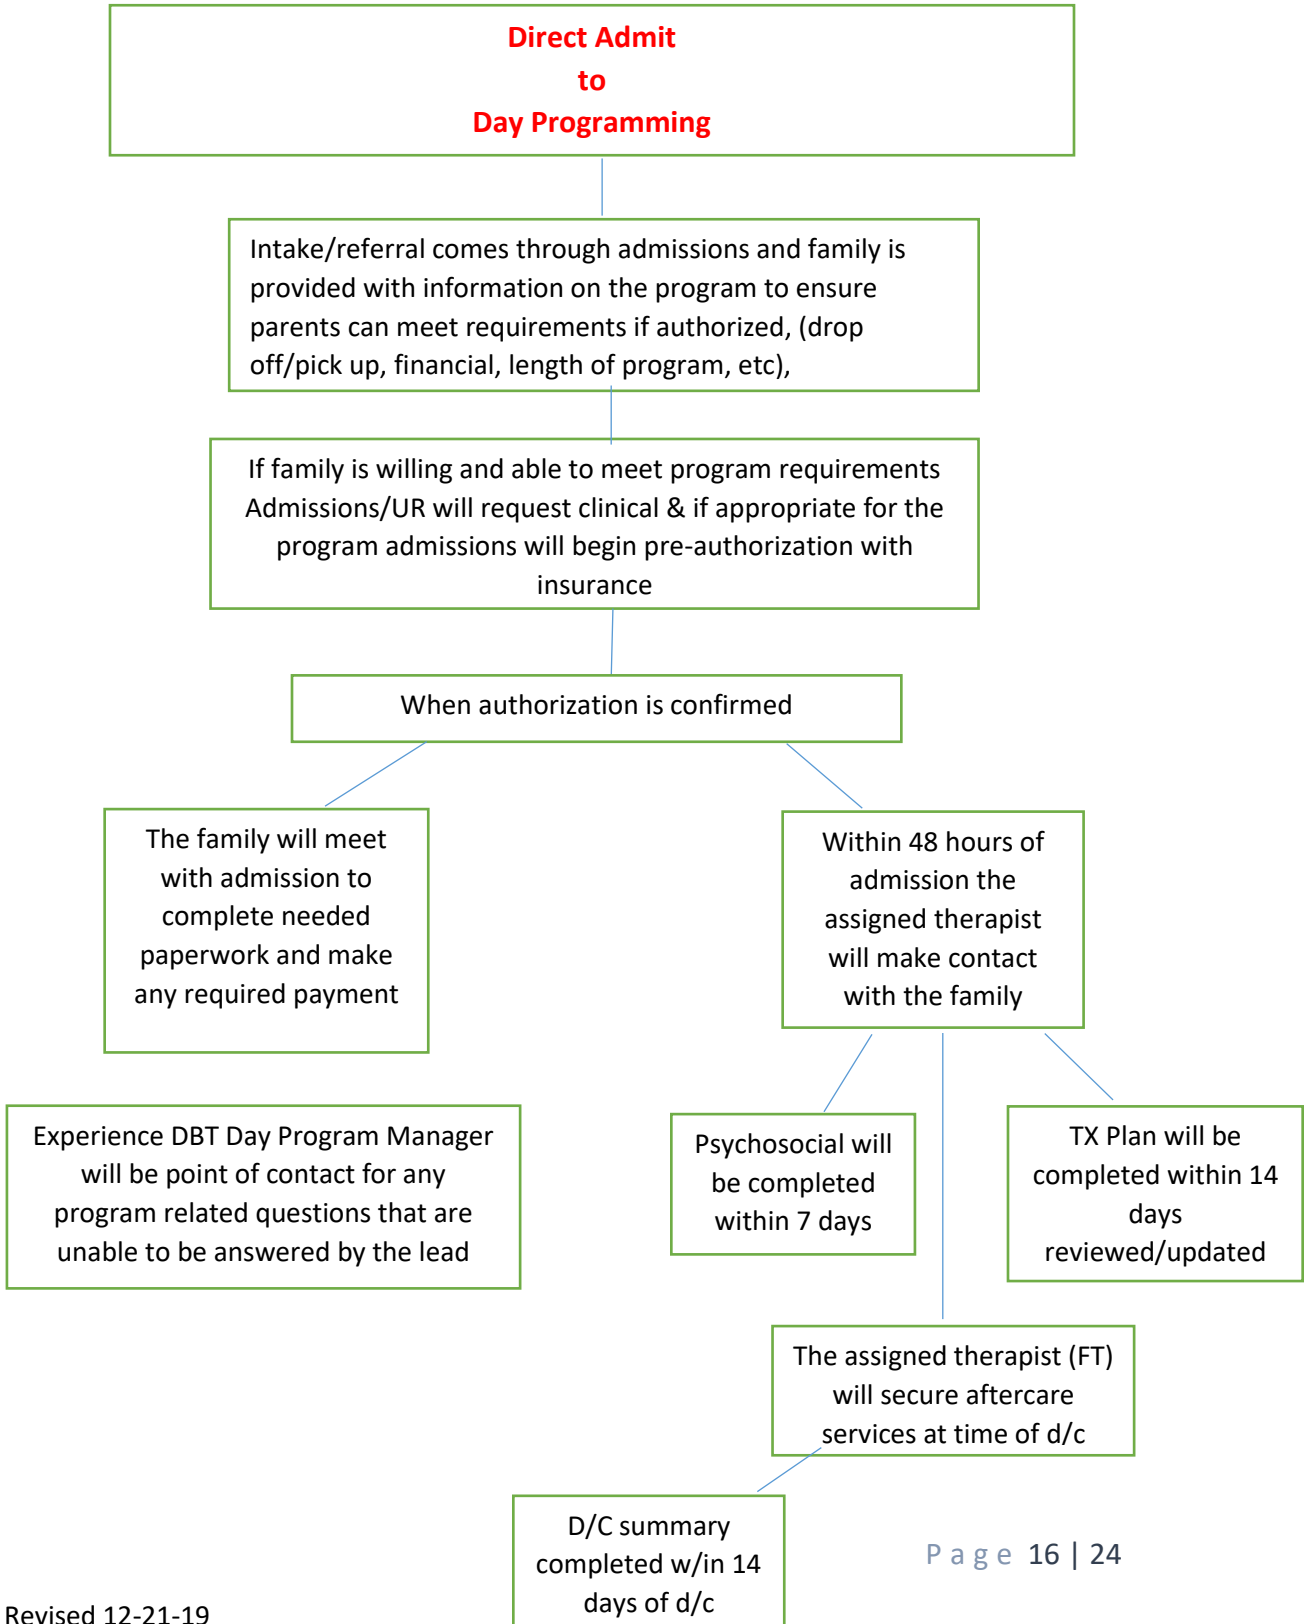 Direct Admit
to
Day Programming
Intake/referral comes through admissions and family is
provided with information on the program to ensure
parents can meet requirements if authorized, (drop
off/pick up, financial, length of program, etc),
If family is willing and able to meet program requirements
Admissions/UR will request clinical & if appropriate for the
program admissions will begin pre-authorization with
insurance
When authorization is confirmed
The family will meet
with admission to
complete needed
paperwork and make
any required payment
Within 48 hours of
admission the
assigned therapist
will make contact
with the family
Experience DBT Day Program Manager
will be point of contact for any
program related questions that are
unable to be answered by the lead
Psychosocial will
be completed
within 7 days
TX Plan will be
completed within 14
days
reviewed/updated
The assigned therapist (FT)
will secure aftercare
services at time of d/c
D/C summary
completed w/in 14
days of d/c
Page 16 | 24
Revised 12-21-19